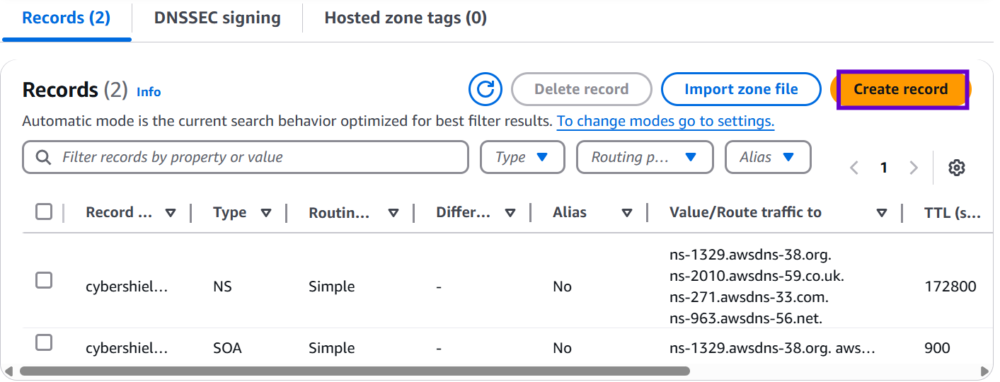 Records (2) DNSSEC signing Hosted zone tags (0)
Records (2) Info Delete record Import zone file Create record
Automatic mode is the current search behavior optimized for best filter results. To change modes go to settings.
Filter records by property or value Type Routing p... Alias 1
Record ... Type Routin... Differ... Alias Value/Route traffic to TTL (s...
cybershiel... NS Simple - No ns-1329.awsdns-38.org.
ns-2010.awsdns-59.co.uk.
ns-271.awsdns-33.com.
ns-963.awsdns-56.net. 172800
cybershiel... SOA Simple - No ns-1329.awsdns-38.org. aws... 900